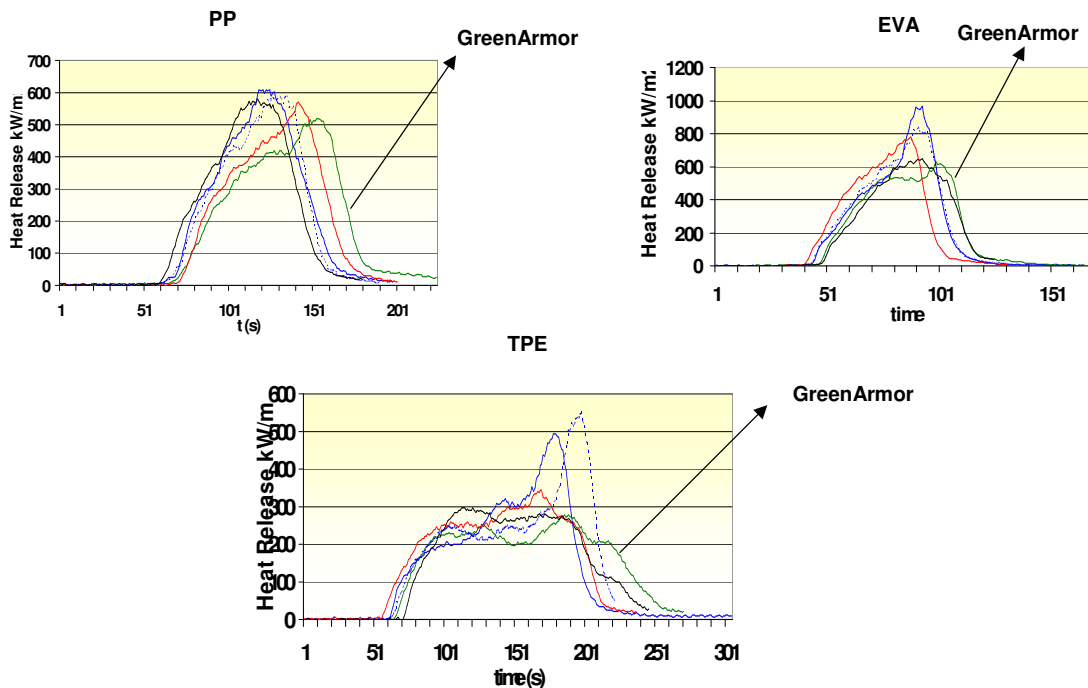 PP
GreenArmor
Heat Release kW/m
700
600
500
400
300
200
100
0
1 51 101 151 201
t (s)
EVA
GreenArmor
Heat Release kW/m2
1200
1000
800
600
400
200
0
1 51 101 151
time
TPE
GreenArmor
Heat Release kW/m
600
500
400
300
200
100
0
1 51 101 151 201 251 301
time(s)